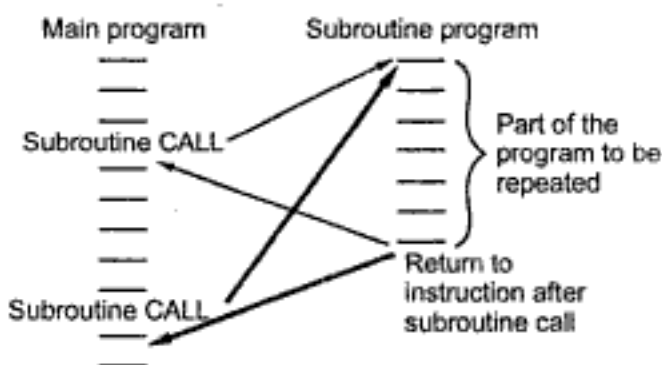 Main program
Subroutine program
Subroutine CALL
Part of the
program to be
repeated
Return to
instruction after
subroutine call
Subroutine CALL